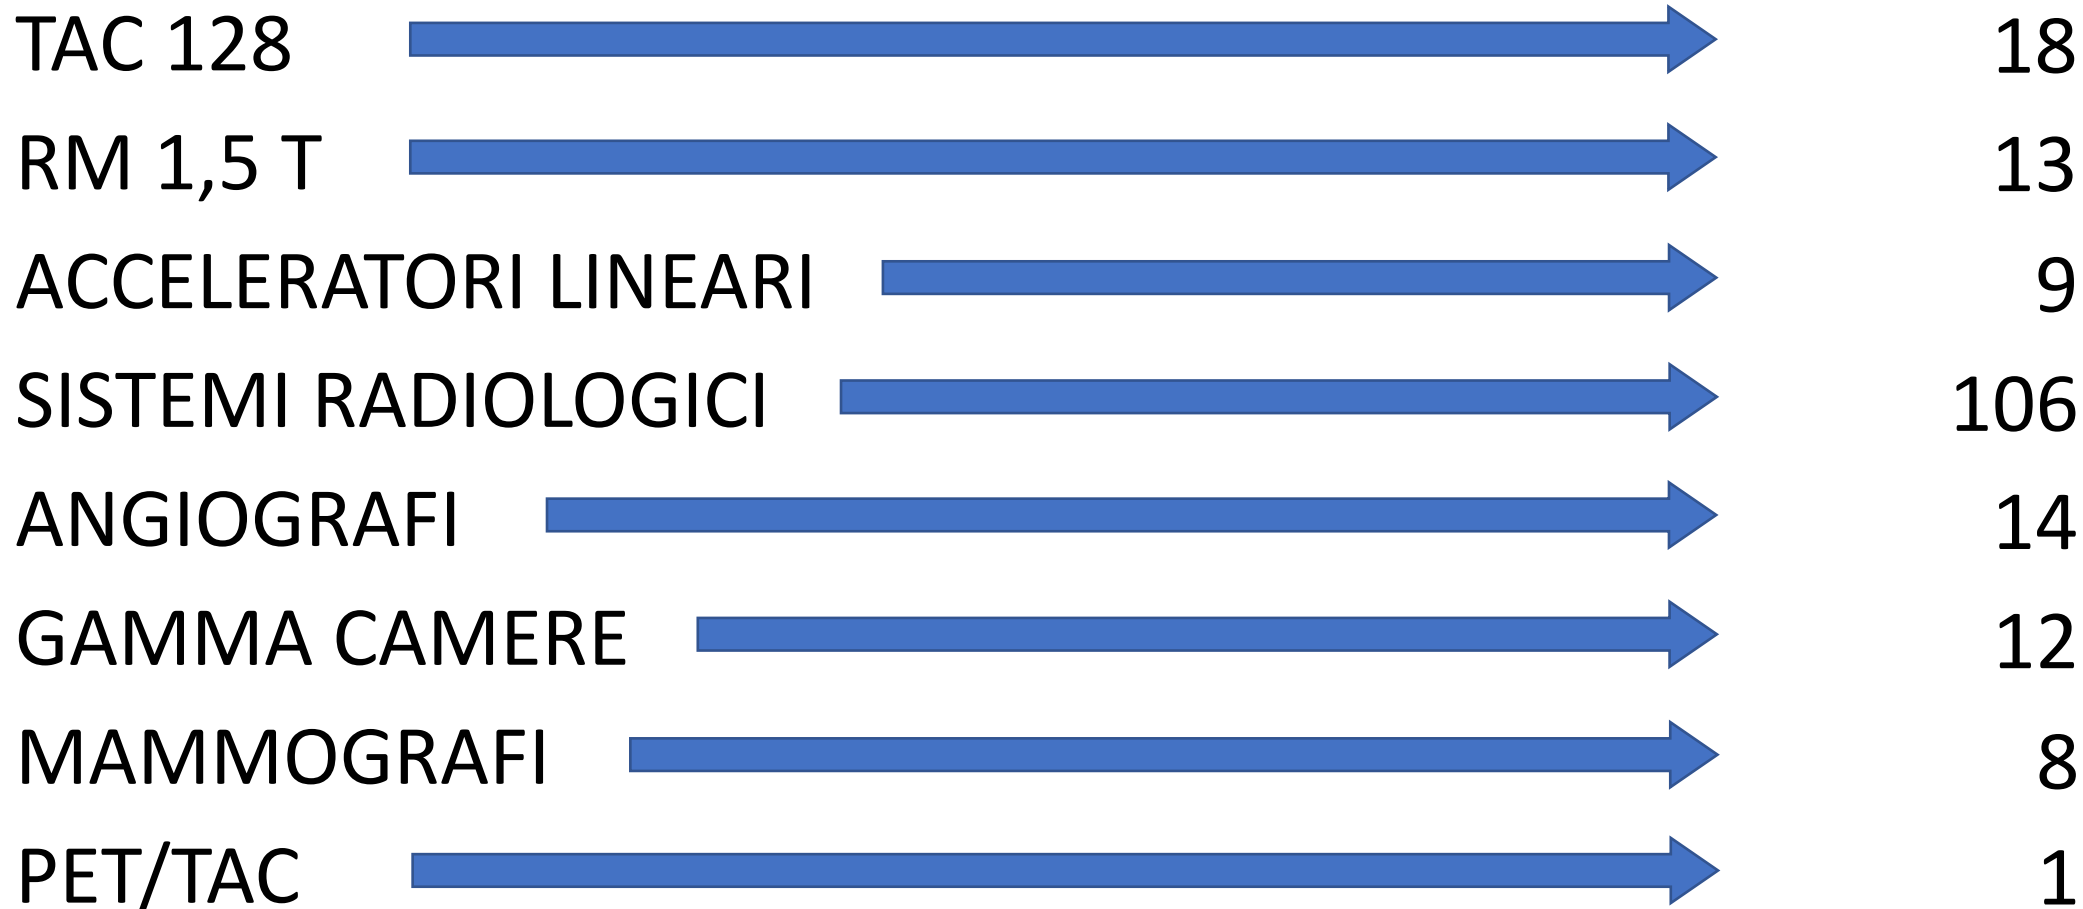 TAC 128 18
RM 1,5 T 13
ACCELERATORI LINEARI 9
SISTEMI RADIOLOGICI 106
ANGIOGRAFI 14
GAMMA CAMERE 12
MAMMOGRAFI 8
PET/TAC 1